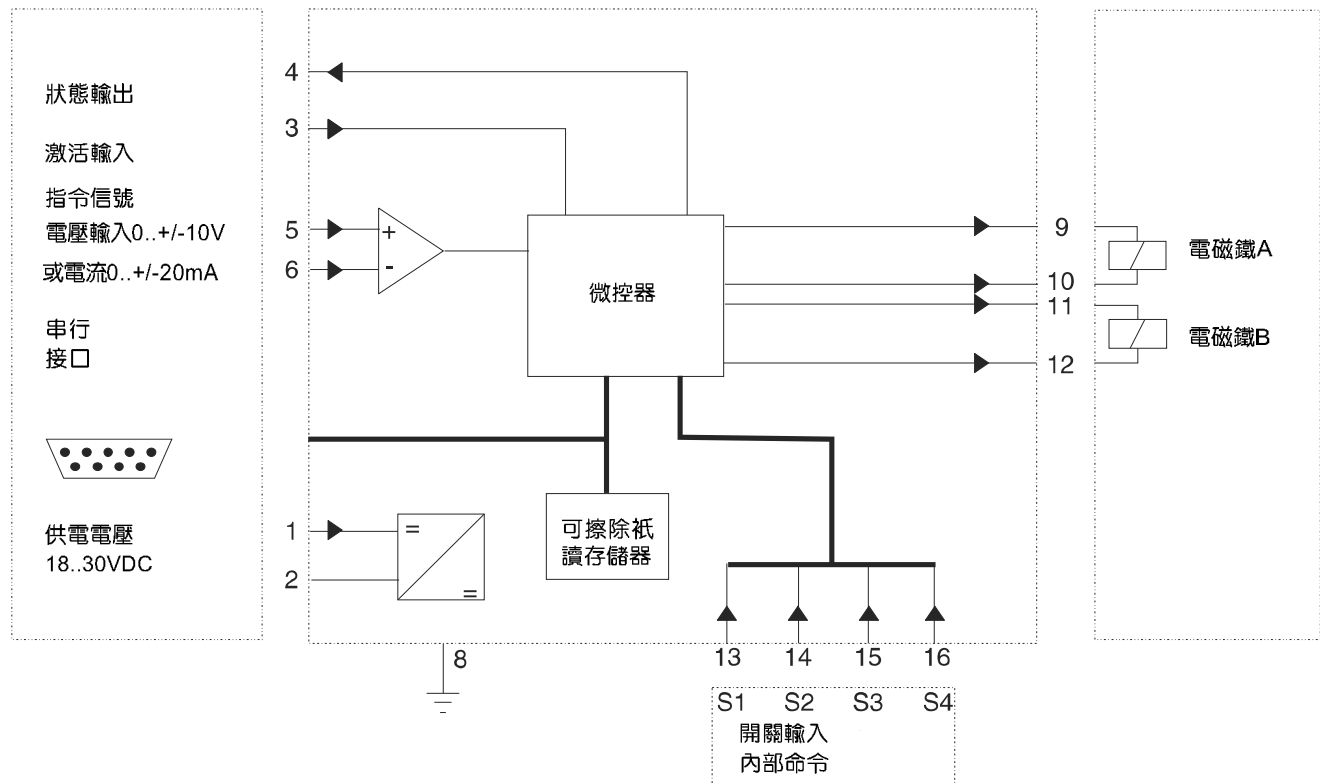 狀態輸出
激活輸入
指令信號
電壓輸入0..+/-10V
或電流0..+/-20mA
串行
接口
供電電壓
18..30VDC
4
3
5
6
1
2
+
-
微控器
可擦除衹
讀存儲器
=
=
8
9
10
11
12
電磁鐵A
電磁鐵B
13 14 15 16
S1 S2 S3 S4
開關輸入
內部命令